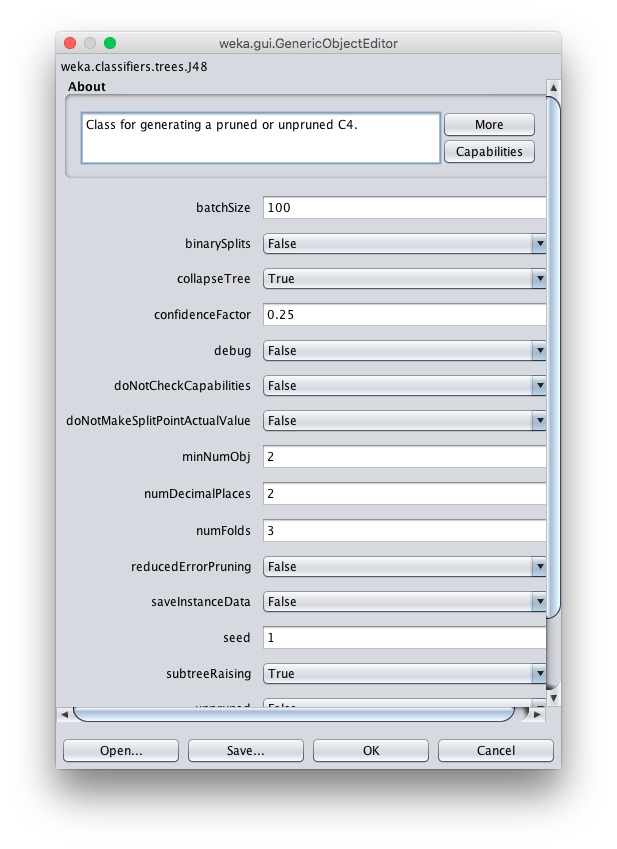 weka.gui.GenericObjectEditor
weka.classifiers.trees.J48
About
Class for generating a pruned or unpruned C4.
More
Capabilities
batchSize 100
binarySplits False
collapseTree True
confidenceFactor 0.25
debug False
doNotCheckCapabilities False
doNotMakeSplitPointActualValue False
minNumObj 2
numDecimalPlaces 2
numFolds 3
reducedErrorPruning False
saveInstanceData False
seed 1
subtreeRaising True
Open... Save... OK Cancel